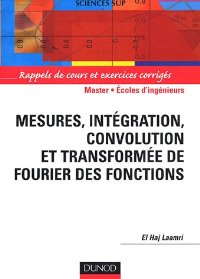 SCIENCES SUP
Rappels de cours et exercices corrigés
Master • Écoles d'ingénieurs
MESURES, INTÉGRATION,
CONVOLUTION
ET TRANSFORMÉE DE
FOURIER DES FONCTIONS
El Haj Laamri
DUNOD